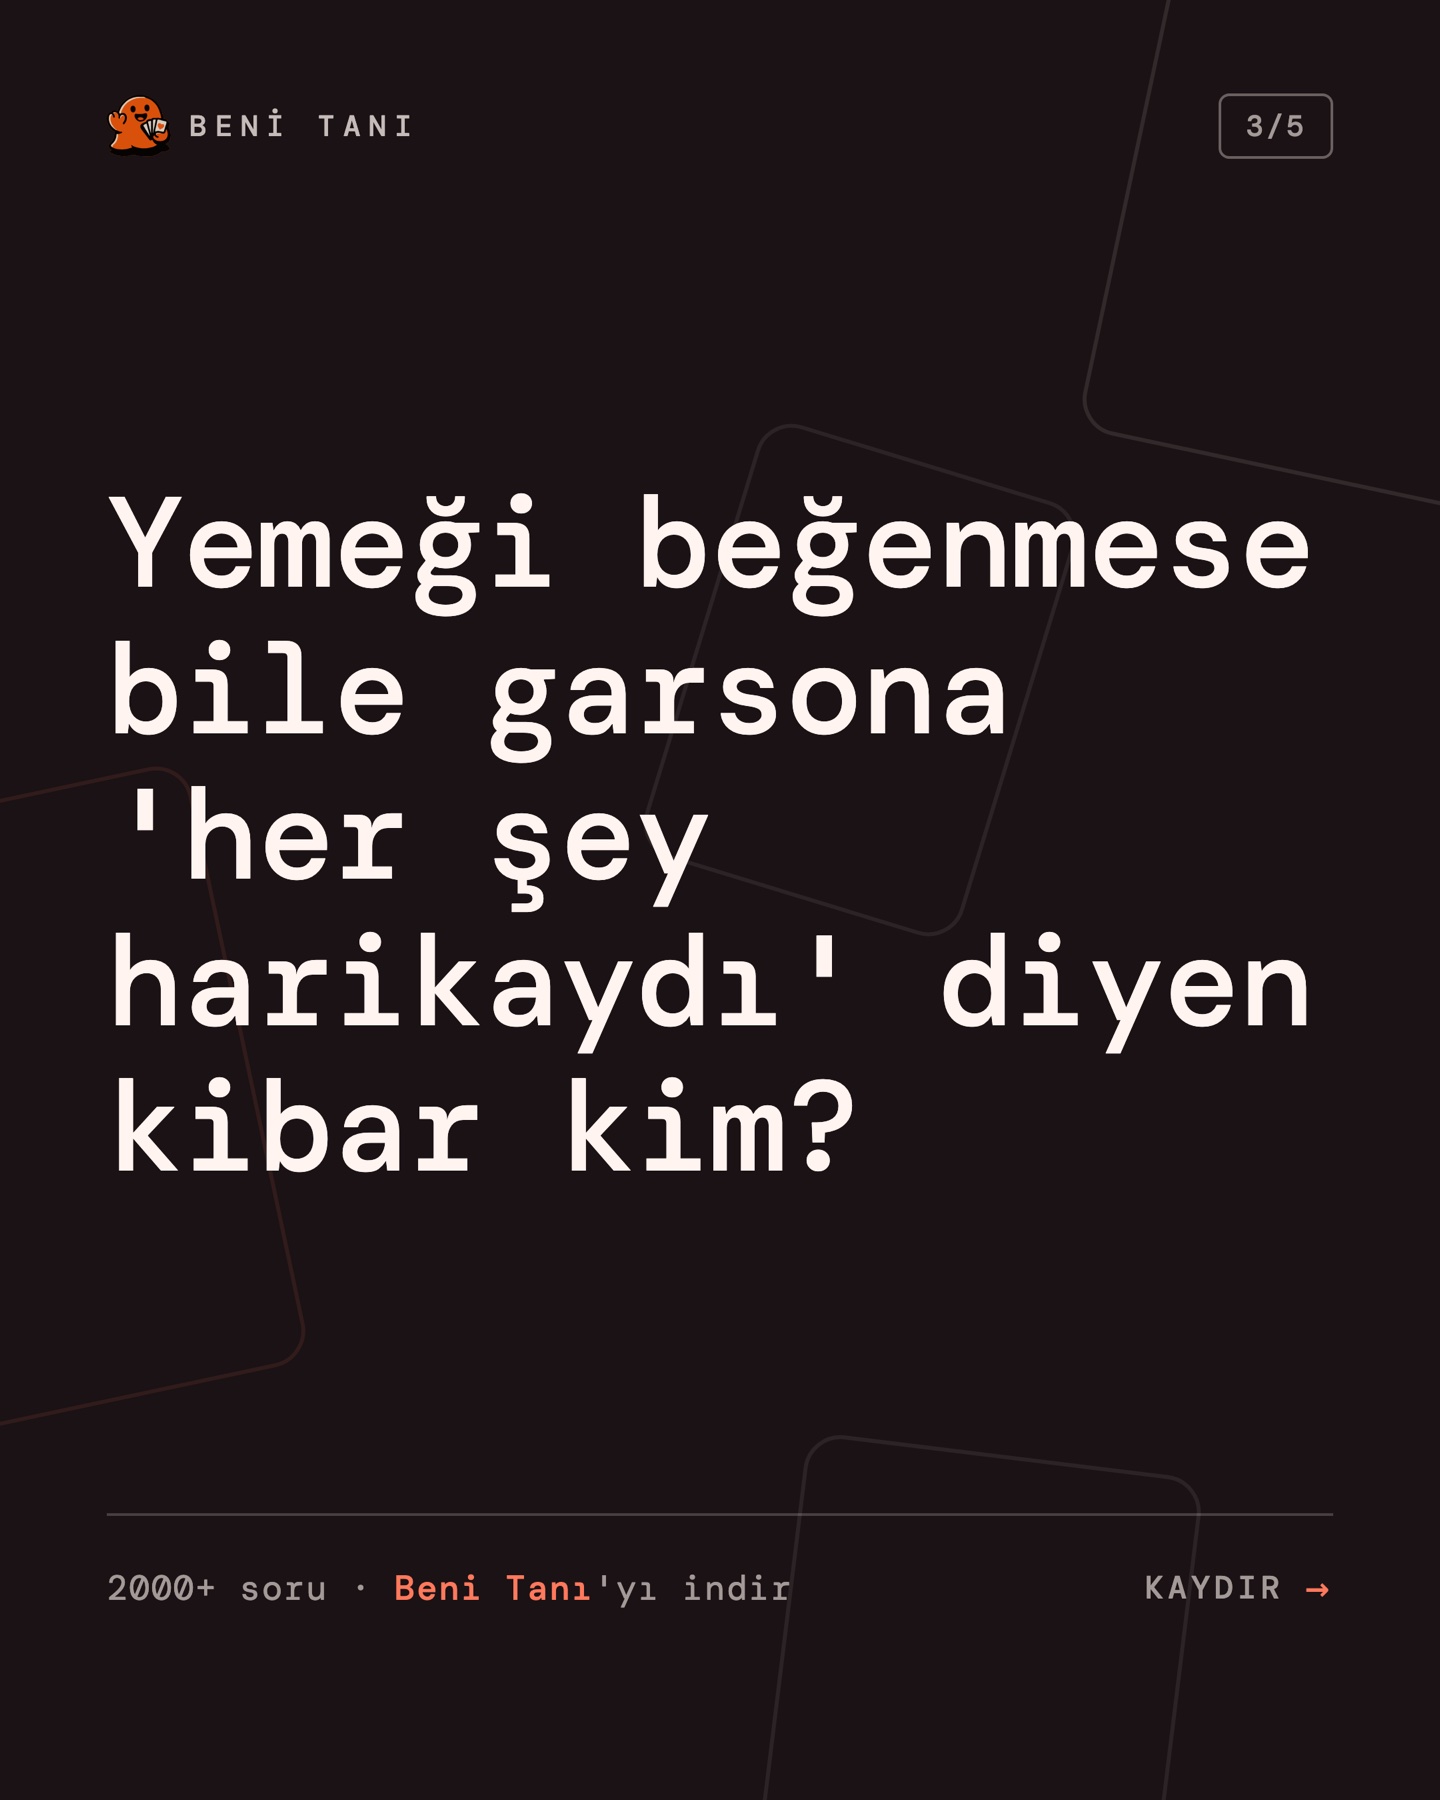 BENİ TANI
3/5
Yemeği beğenmese
bile garsona
'her şey
harikaydı' diyen
kibar kim?
2000+ soru · Beni Tanı'yı indir
KAYDIR →